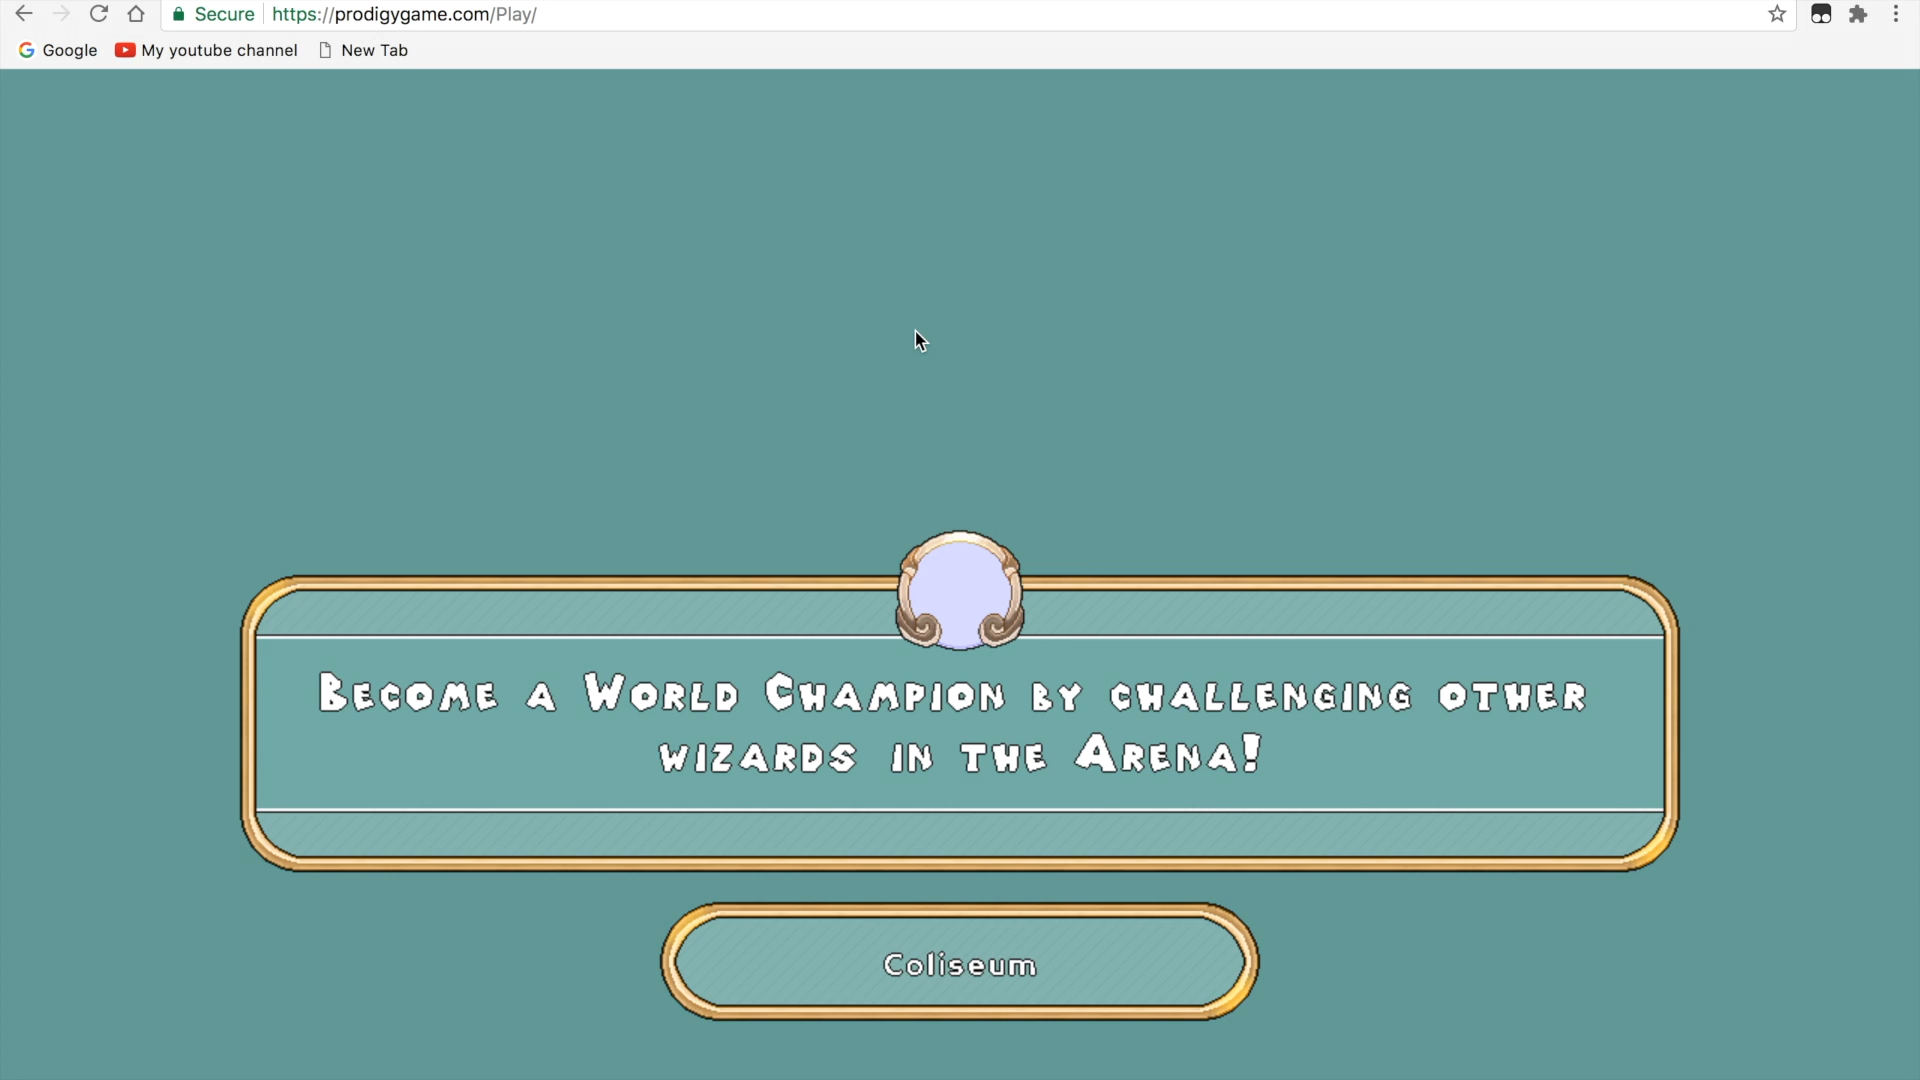 Secure https://prodigygame.com/Play/
Google My youtube channel New Tab
Become a World Champion by challenging other
wizards in the Arena!
Coliseum